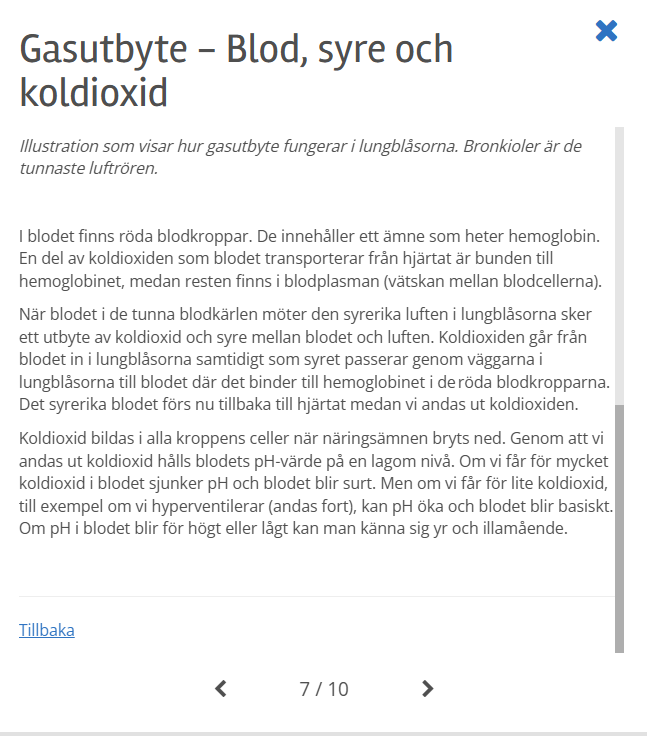 Gasutbyte – Blod, syre och
koldioxid
Illustration som visar hur gasutbyte fungerar i lungblåsorna. Bronkioler är de
tunnaste luftrören.
I blodet finns röda blodkroppar. De innehåller ett ämne som heter hemoglobin.
En del av koldioxiden som blodet transporterar från hjärtat är bunden till
hemoglobinet, medan resten finns i blodplasman (vätskan mellan blodcellerna).
När blodet i de tunna blodkärlen möter den syrerika luften i lungblåsorna sker
ett utbyte av koldioxid och syre mellan blodet och luften. Koldioxiden går från
blodet in i lungblåsorna samtidigt som syret passerar genom väggarna i
lungblåsorna till blodet där det binder till hemoglobinet i de röda blodkropparna.
Det syrerika blodet förs nu tillbaka till hjärtat medan vi andas ut koldioxiden.
Koldioxid bildas i alla kroppens celler när näringsämnen bryts ned. Genom att vi
andas ut koldioxid hålls blodets pH-värde på en lagom nivå. Om vi får för mycket
koldioxid i blodet sjunker pH och blodet blir surt. Men om vi får för lite koldioxid,
till exempel om vi hyperventilerar (andas fort), kan pH öka och blodet blir basiskt.
Om pH i blodet blir för högt eller lågt kan man känna sig yr och illamående.
Tillbaka
7 / 10